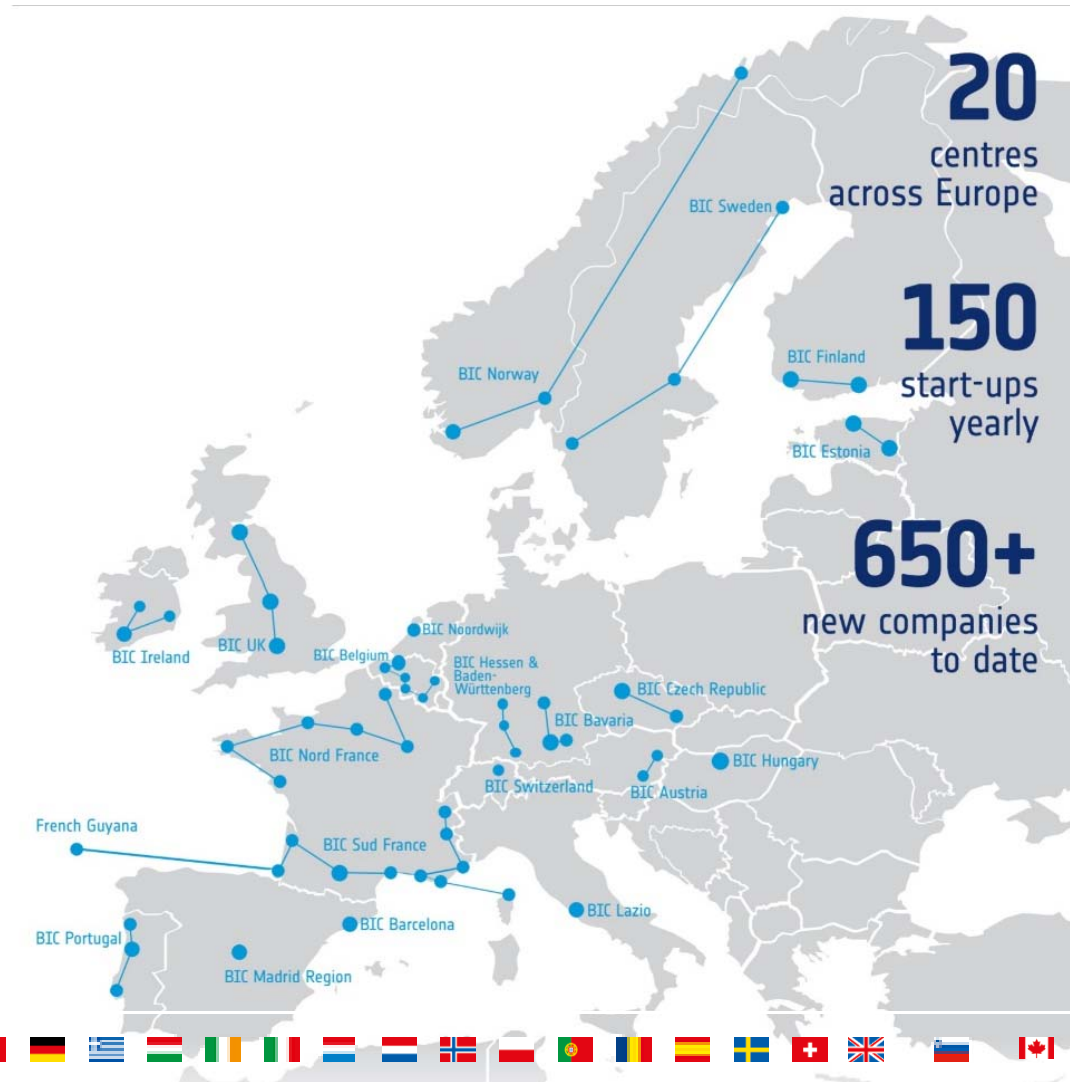 20
centres
across Europe
BIC Sweden
150
start-ups
yearly
BIC Finland
BIC Norway
BIC Estonia
650+
new companies
to date
BIC Noordwijk
BIC UK
BIC Ireland
BIC Belgium
BIC Hessen &
Baden-
Württenberg
BIC Czech Republic
BIC Bavaria
BIC Nord France
BIC Hungary
BIC Switzerland
BIC Austria
French Guyana
BIC Sud France
BIC Lazio
BIC Barcelona
BIC Portugal
BIC Madrid Region